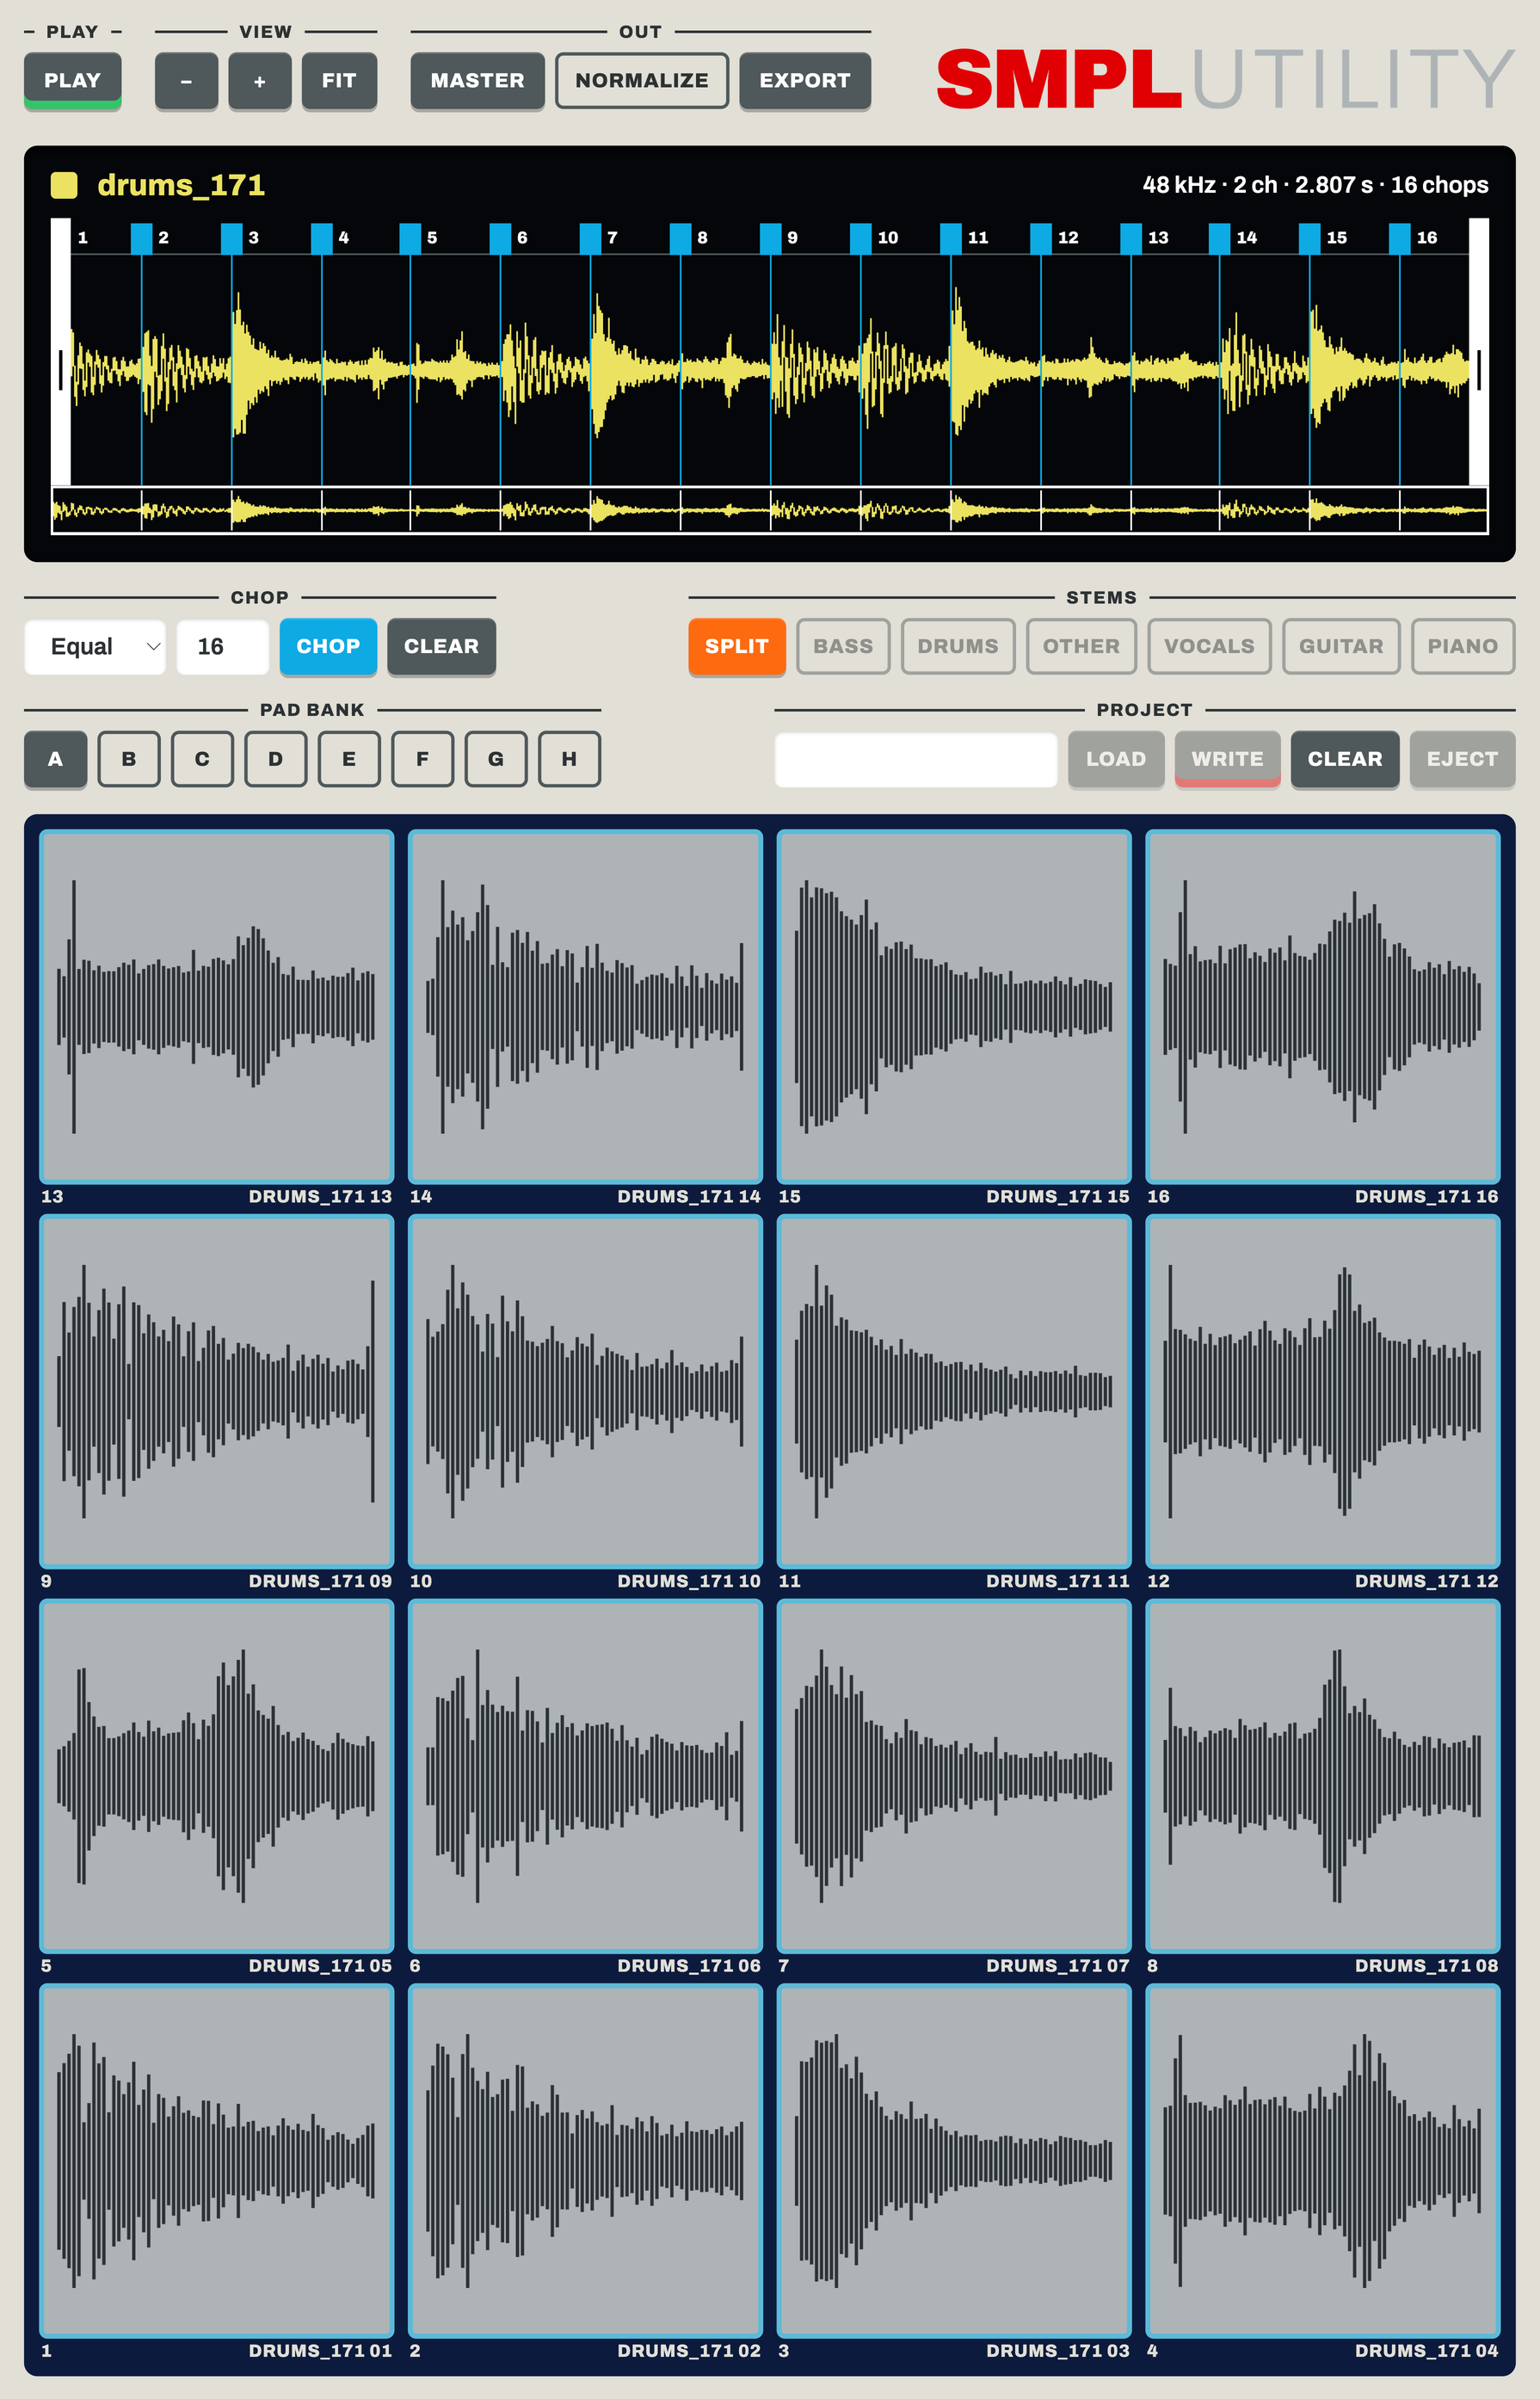 PLAY VIEW OUT
PLAY - + FIT MASTER NORMALIZE EXPORT SMPLUTILITY
drums_171 48 kHz · 2 ch · 2.807 s · 16 chops
1 2 3 4 5 6 7 8 9 10 11 12 13 14 15 16
CHOP STEMS
Equal 16 CHOP CLEAR SPLIT BASS DRUMS OTHER VOCALS GUITAR PIANO
PAD BANK PROJECT
A B C D E F G H LOAD WRITE CLEAR EJECT
13 DRUMS_171 13 14 DRUMS_171 14 15 DRUMS_171 15 16 DRUMS_171 16
9 DRUMS_171 09 10 DRUMS_171 10 11 DRUMS_171 11 12 DRUMS_171 12
5 DRUMS_171 05 6 DRUMS_171 06 7 DRUMS_171 07 8 DRUMS_171 08
1 DRUMS_171 01 2 DRUMS_171 02 3 DRUMS_171 03 4 DRUMS_171 04